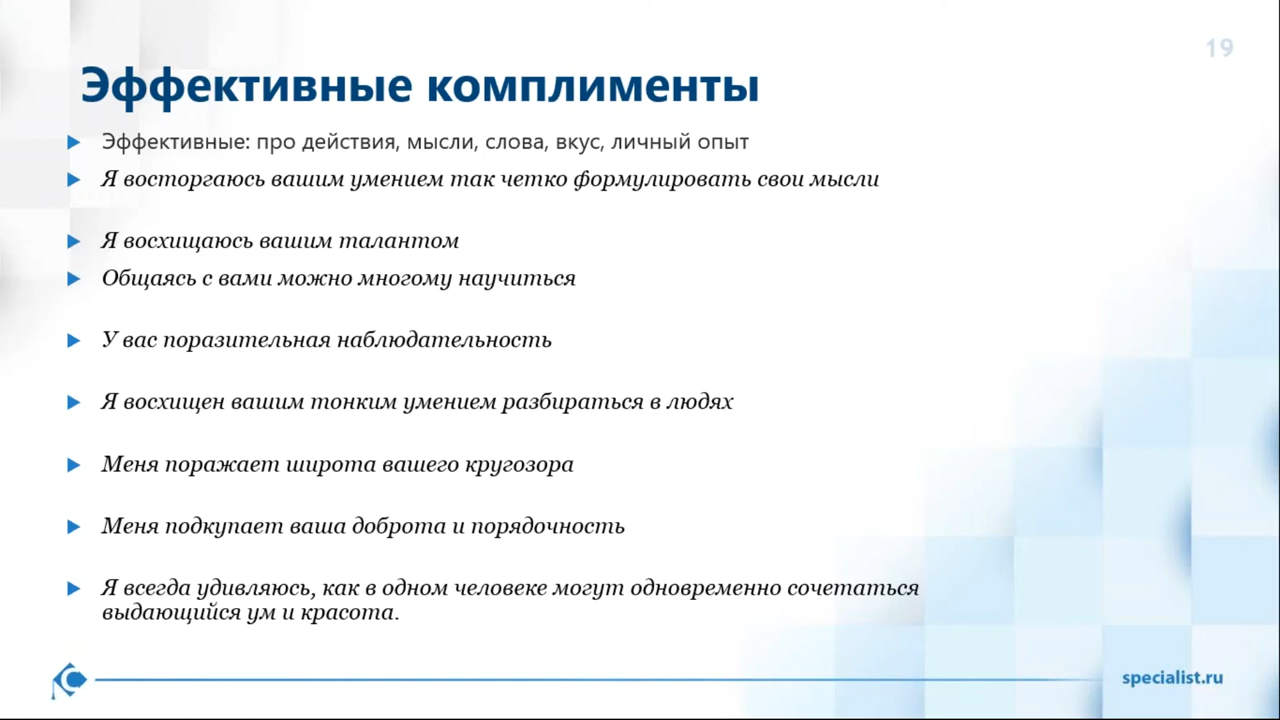 19
Эффективные комплименты
Эффективные: про действия, мысли, слова, вкус, личный опыт
Я восторгаюсь вашим умением так четко формулировать свои мысли
Я восхищаюсь вашим талантом
Общаясь с вами можно многому научиться
У вас поразительная наблюдательность
Я восхищен вашим тонким умением разбираться в людях
Меня поражает широта вашего кругозора
Меня подкупает ваша доброта и порядочность
Я всегда удивляюсь, как в одном человеке могут одновременно сочетаться
выдающийся ум и красота.
specialist.ru